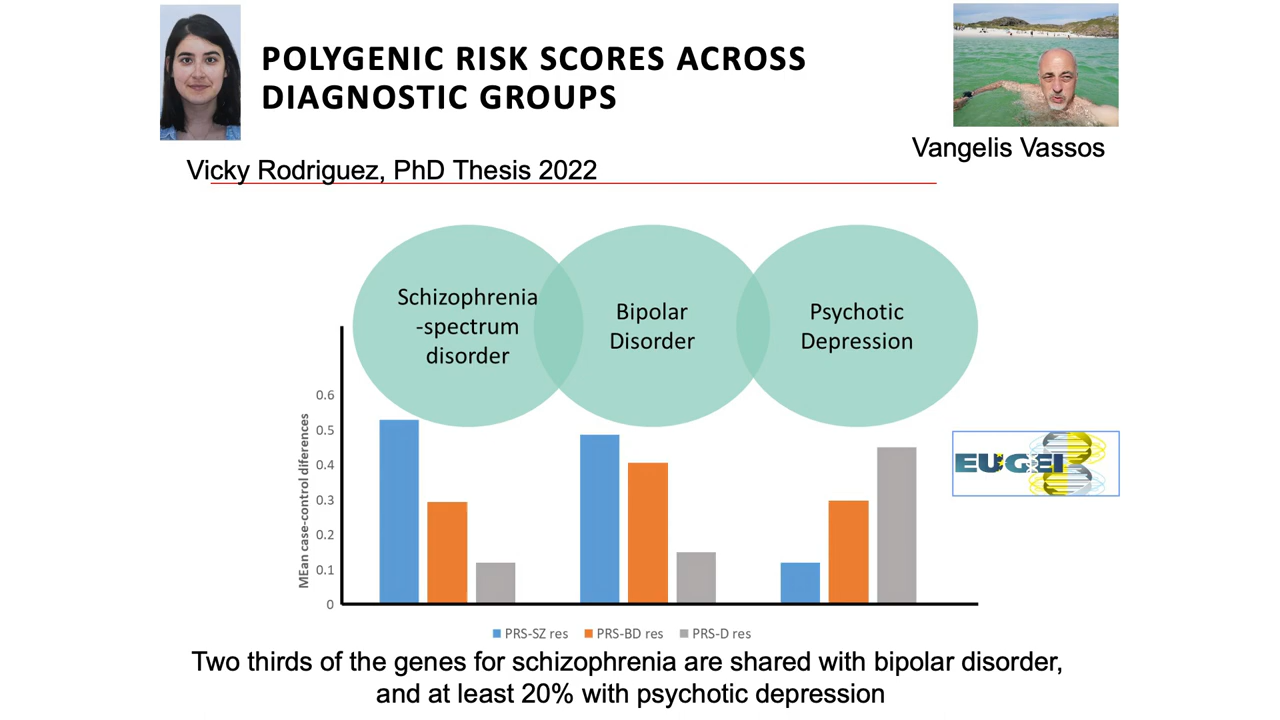 POLYGENIC RISK SCORES ACROSS
DIAGNOSTIC GROUPS
Vangelis Vassos
Vicky Rodriguez, PhD Thesis 2022
Schizophrenia
-spectrum
disorder
Bipolar
Disorder
Psychotic
Depression
MEan case-control diferences
0.6
0.5
0.4
0.3
0.2
0.1
0
EUGEI
PRS-SZ res PRS-BD res PRS-D res
Two thirds of the genes for schizophrenia are shared with bipolar disorder,
and at least 20% with psychotic depression